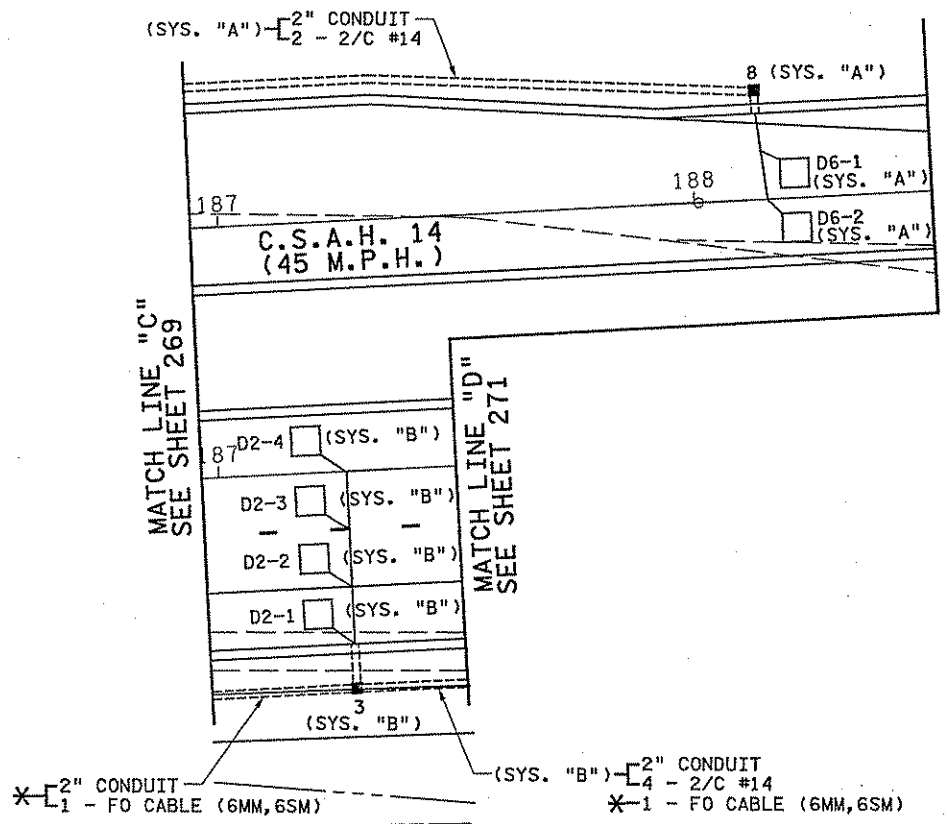 (SYS. "A") 2" CONDUIT
2 - 2/C #14
8 (SYS. "A")
D6-1
(SYS. "A")
188
187
D6-2
(SYS. "A")
C.S.A.H. 14
(45 M.P.H.)
MATCH LINE "C"
SEE SHEET 269
MATCH LINE "D"
SEE SHEET 271
D2-4 (SYS. "B")
187
D2-3 (SYS. "B")
D2-2 (SYS. "B")
D2-1 (SYS. "B")
3
(SYS. "B")
2" CONDUIT
1 - FO CABLE (6MM,6SM)
(SYS. "B") 2" CONDUIT
4 - 2/C #14
1 - FO CABLE (6MM,6SM)